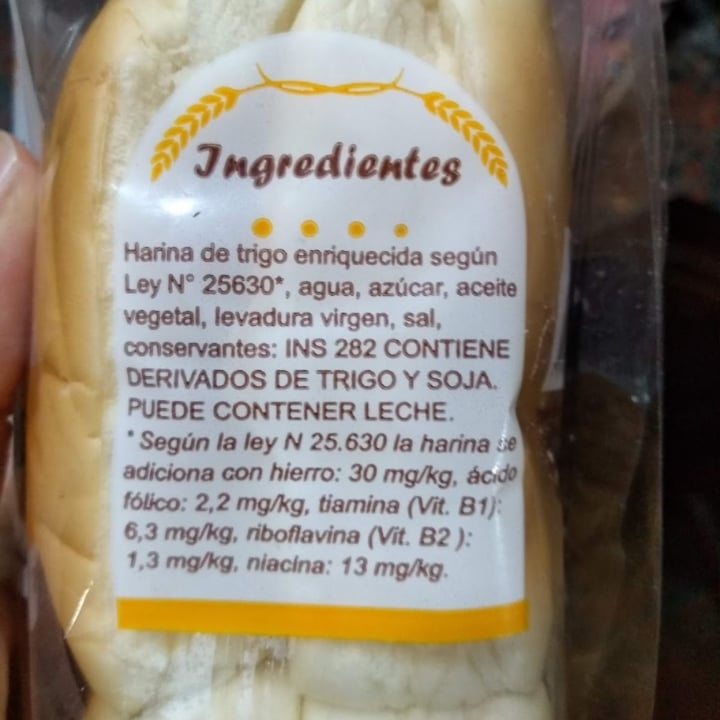 Ingredientes
Harina de trigo enriquecida según
Ley N° 25630*, agua, azúcar, aceite
vegetal, levadura virgen, sal,
conservantes: INS 282 CONTIENE
DERIVADOS DE TRIGO Y SOJA.
PUEDE CONTENER LECHE.
* Según la ley N 25.630 la harina se
adiciona con hierro: 30 mg/kg, ácido
fólico: 2,2 mg/kg, tiamina (Vit. B1):
6,3 mg/kg, riboflavina (Vit. B2 ):
1,3 mg/kg, niacina: 13 mg/kg.